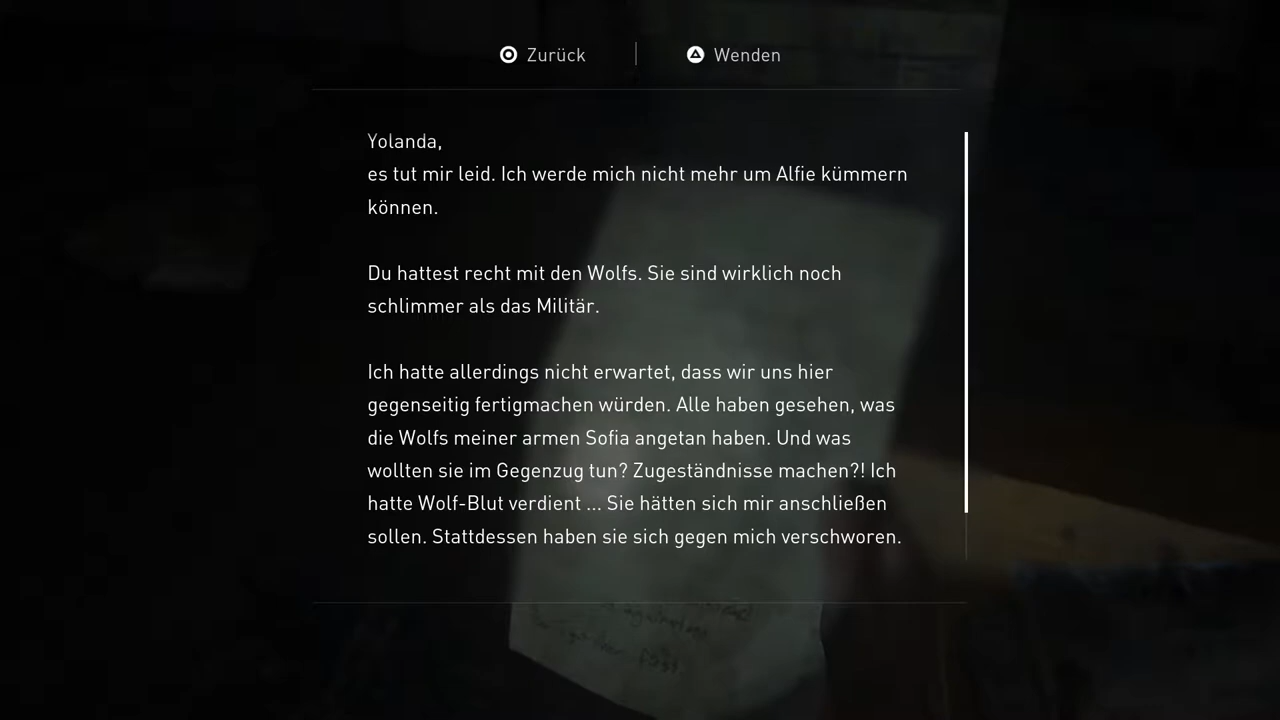 Zurück
Wenden
Yolanda,
es tut mir leid. Ich werde mich nicht mehr um Alfie kümmern
können.
Du hattest recht mit den Wolfs. Sie sind wirklich noch
schlimmer als das Militär.
Ich hatte allerdings nicht erwartet, dass wir uns hier
gegenseitig fertigmachen würden. Alle haben gesehen, was
die Wolfs meiner armen Sofia angetan haben. Und was
wollten sie im Gegenzug tun? Zugeständnisse machen?! Ich
hatte Wolf-Blut verdient ... Sie hätten sich mir anschließen
sollen. Stattdessen haben sie sich gegen mich verschworen.